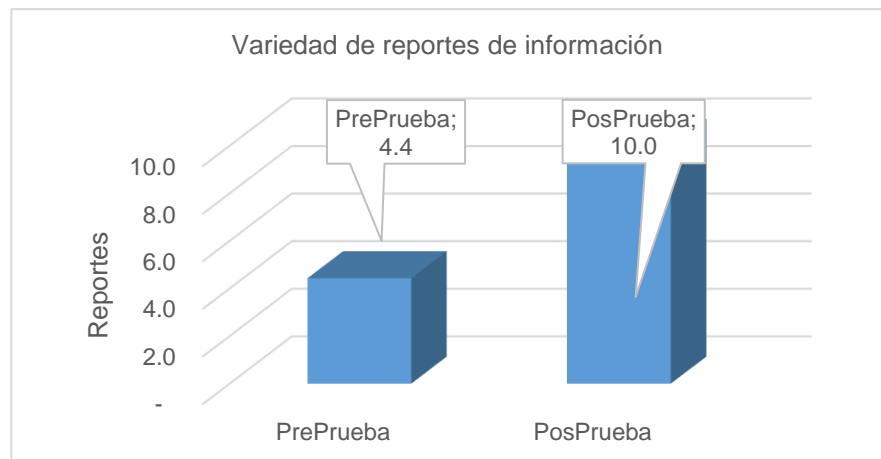 Variedad de reportes de información
PrePrueba;
4.4
PosPrueba;
10.0
Reportes
10.0
8.0
6.0
4.0
2.0
-
PrePrueba
PosPrueba